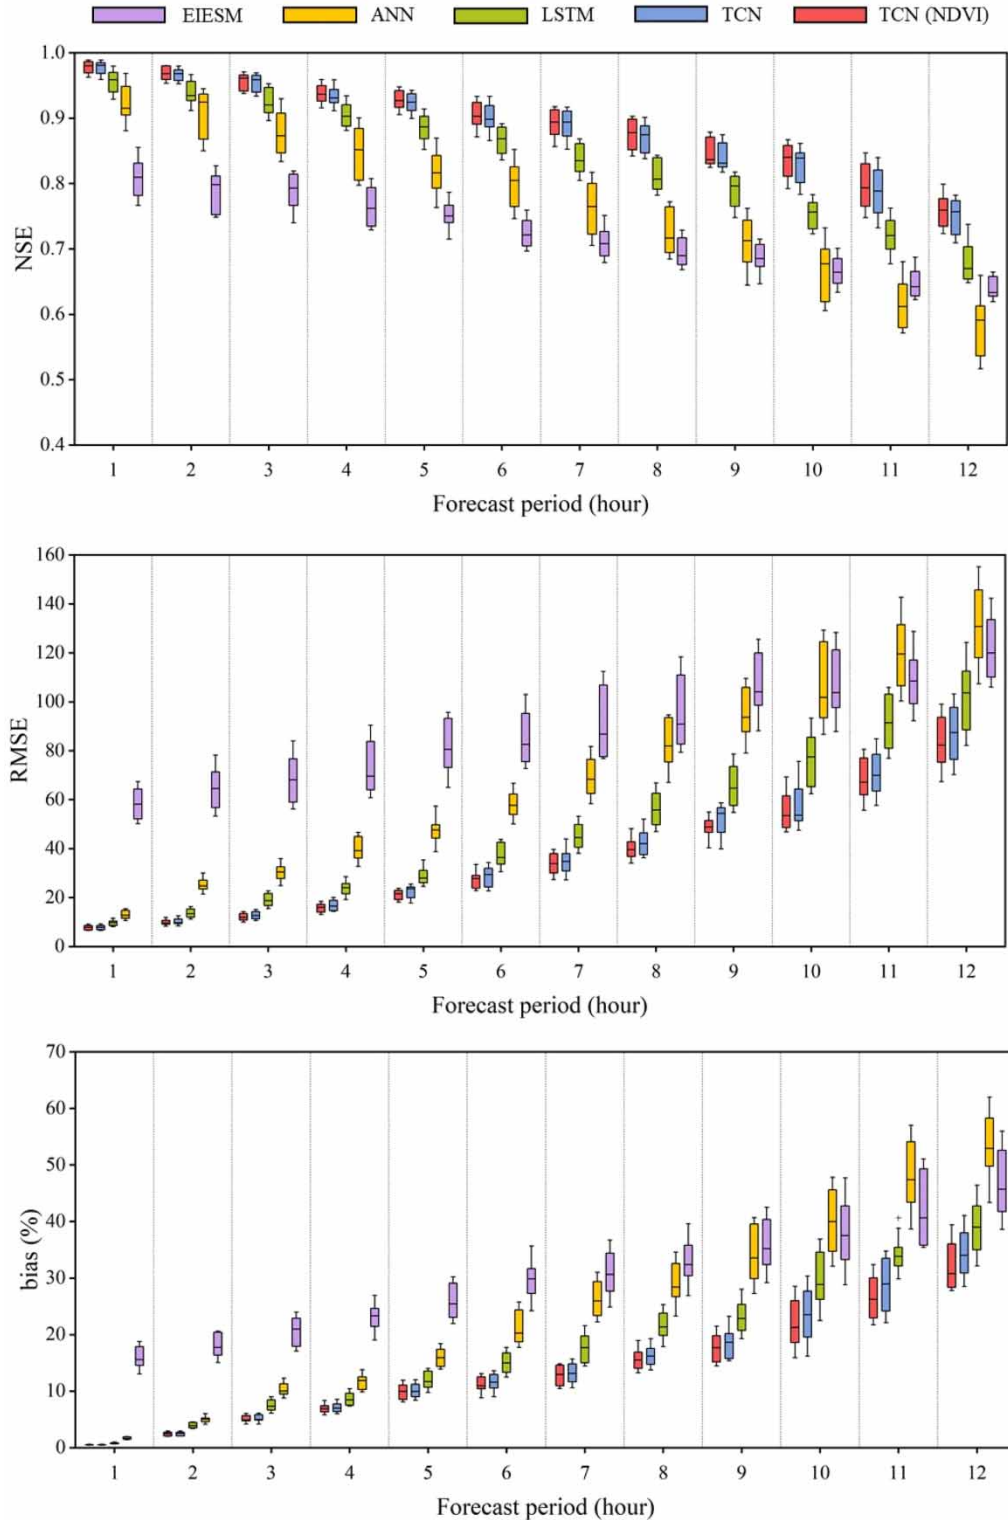 EIESM ANN LSTM TCN TCN (NDVI)
1.0
0.9
0.8
0.7
0.6
0.5
0.4
NSE
1 2 3 4 5 6 7 8 9 10 11 12
Forecast period (hour)
160
140
120
100
80
60
40
20
0
RMSE
1 2 3 4 5 6 7 8 9 10 11 12
Forecast period (hour)
70
60
50
40
30
20
10
0
bias (%)
1 2 3 4 5 6 7 8 9 10 11 12
Forecast period (hour)